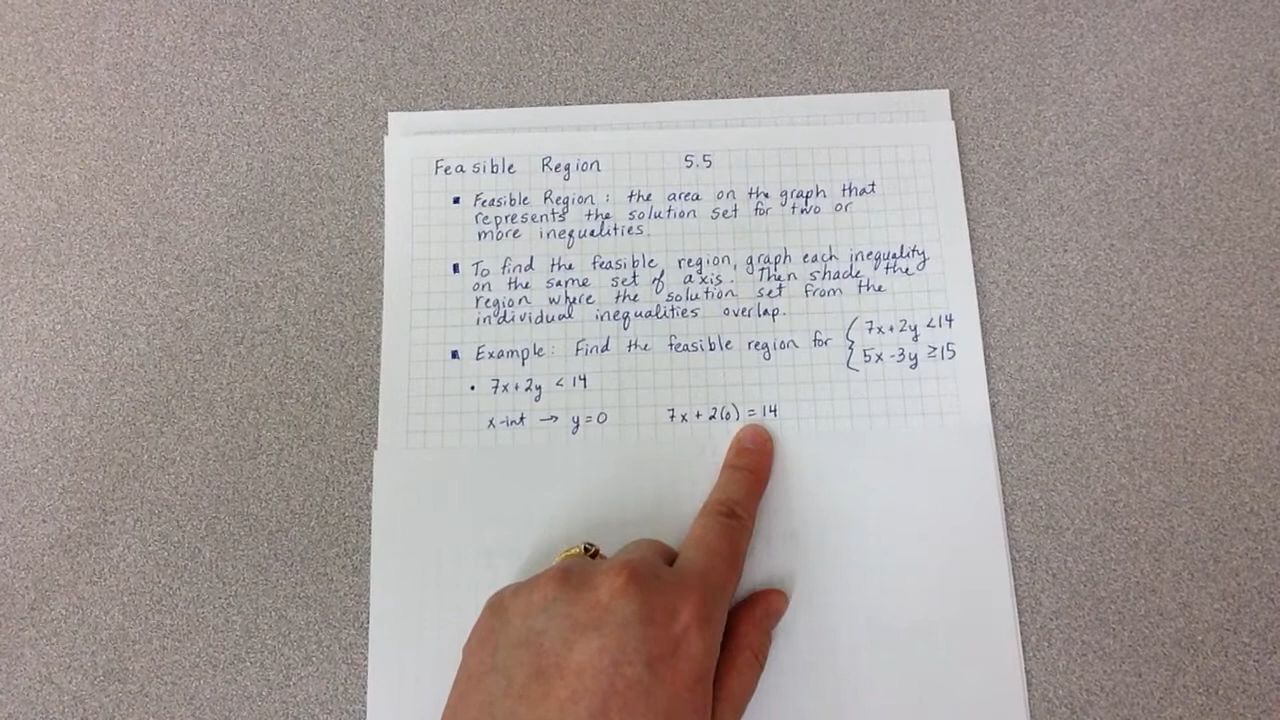 Feasible Region 5.5
▪ Feasible Region : the area on the graph that
represents the solution set for two or
more inequalities.
▪ To find the feasible region, graph each inequality
on the same set of axis. Then shade the
region where the solution set from the
individual inequalities overlap.
▪ Example: Find the feasible region for { 7x+2y <14
5x-3y ≥15
• 7x+2y < 14
x-int → y=0 7x + 2(0) = 14